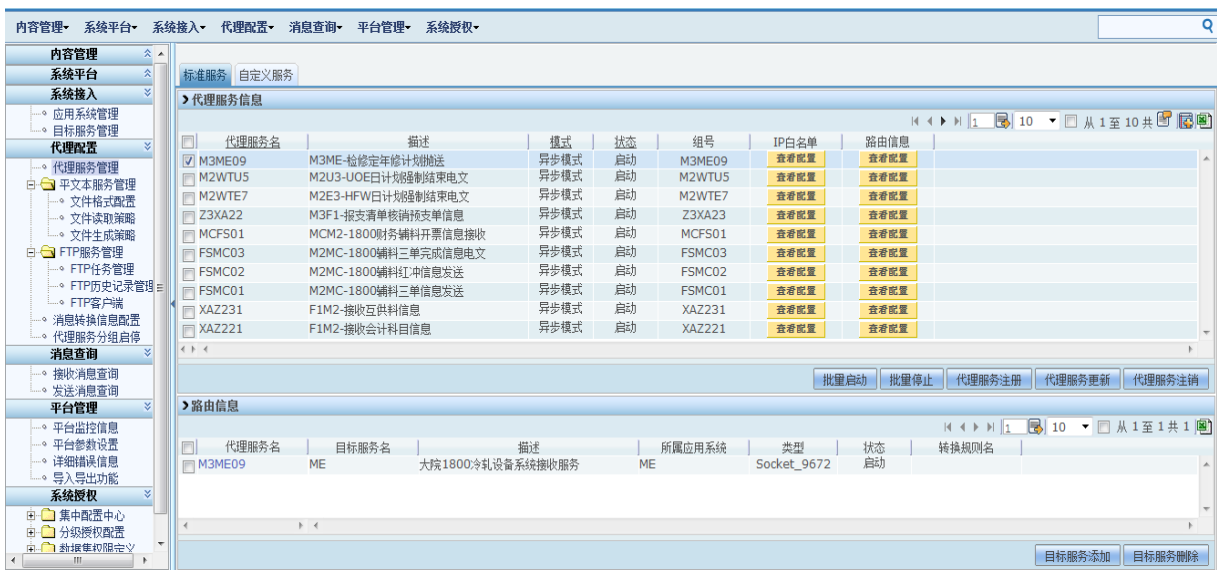 内容管理 系统平台 系统接入 代理配置 消息查询 平台管理 系统授权
内容管理
系统平台
系统接入
应用系统管理
目标服务管理
代理配置
代理服务管理
平文本服务管理
文件格式配置
文件读取策略
文件生成策略
FTP服务管理
FTP任务管理
FTP历史记录管理
FTP客户端
消息转换信息配置
代理服务分组启停
消息查询
接收消息查询
发送消息查询
平台管理
平台监控信息
平台参数设置
详细错误信息
导入导出功能
系统授权
集中配置中心
分级授权配置
数据集权限定义
标准服务 自定义服务
代理服务信息
1 10 从 1 至 10 共
代理服务名 描述 模式 状态 组号 IP白名单 路由信息
M3ME09 M3ME-检修定年修计划抛送 异步模式 启动 M3ME09 查看配置 查看配置
M2WTU5 M2U3-UOE日计划强制结束电文 异步模式 启动 M2WTU5 查看配置 查看配置
M2WTE7 M2E3-HFW日计划强制结束电文 异步模式 启动 M2WTE7 查看配置 查看配置
Z3XA22 M3F1-报支清单核销预支单信息 异步模式 启动 Z3XA23 查看配置 查看配置
MCFS01 MCM2-1800财务辅料开票信息接收 异步模式 启动 MCFS01 查看配置 查看配置
FSMC03 M2MC-1800辅料三单完成信息电文 异步模式 启动 FSMC03 查看配置 查看配置
FSMC02 M2MC-1800辅料红冲信息发送 异步模式 启动 FSMC02 查看配置 查看配置
FSMC01 M2MC-1800辅料三单信息发送 异步模式 启动 FSMC01 查看配置 查看配置
XAZ231 F1M2-接收互供料信息 异步模式 启动 XAZ231 查看配置 查看配置
XAZ221 F1M2-接收会计科目信息 异步模式 启动 XAZ221 查看配置 查看配置
批量启动 批量停止 代理服务注册 代理服务更新 代理服务注销
路由信息
1 10 从 1 至 1 共 1
代理服务名 目标服务名 描述 所属应用系统 类型 状态 转换规则名
M3ME09 ME 大院1800冷轧设备系统接收服务 ME Socket_9672 启动
目标服务添加 目标服务删除